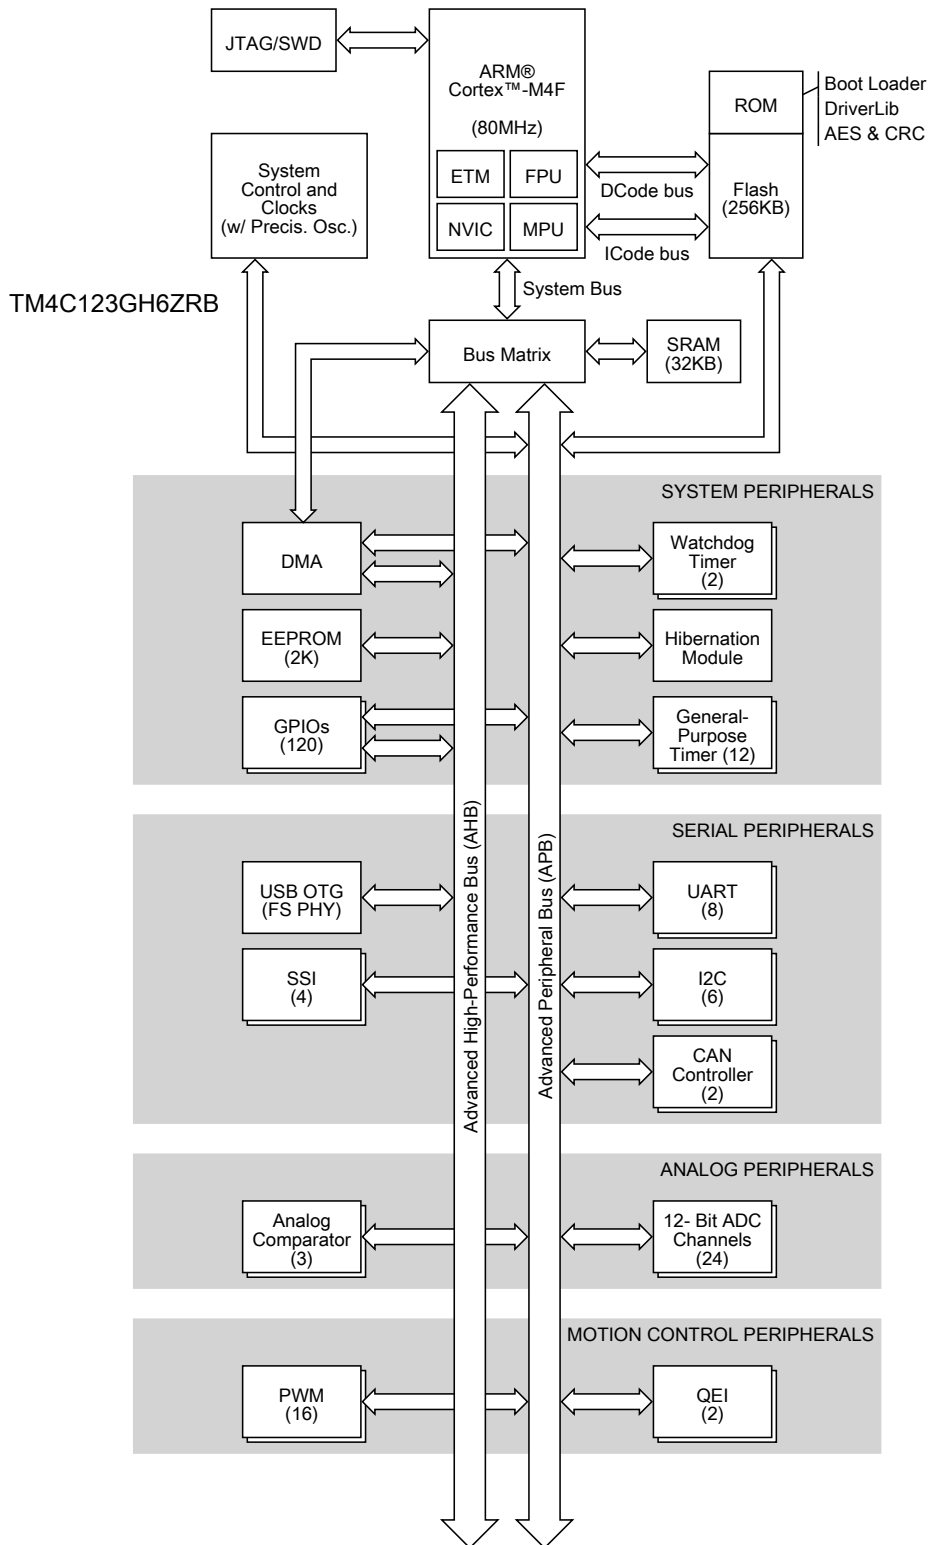 JTAG/SWD
ARM®
Cortex™-M4F
(80MHz)
ETM
FPU
NVIC
MPU
ROM
Boot Loader
DriverLib
AES & CRC
Flash
(256KB)
DCode bus
ICode bus
System
Control and
Clocks
(w/ Precis. Osc.)
TM4C123GH6ZRB
System Bus
Bus Matrix
SRAM
(32KB)
SYSTEM PERIPHERALS
DMA
Watchdog
Timer
(2)
EEPROM
(2K)
Hibernation
Module
GPIOs
(120)
General-
Purpose
Timer (12)
Advanced High-Performance Bus (AHB)
Advanced Peripheral Bus (APB)
SERIAL PERIPHERALS
USB OTG
(FS PHY)
UART
(8)
SSI
(4)
I2C
(6)
CAN
Controller
(2)
ANALOG PERIPHERALS
Analog
Comparator
(3)
12- Bit ADC
Channels
(24)
MOTION CONTROL PERIPHERALS
PWM
(16)
QEI
(2)